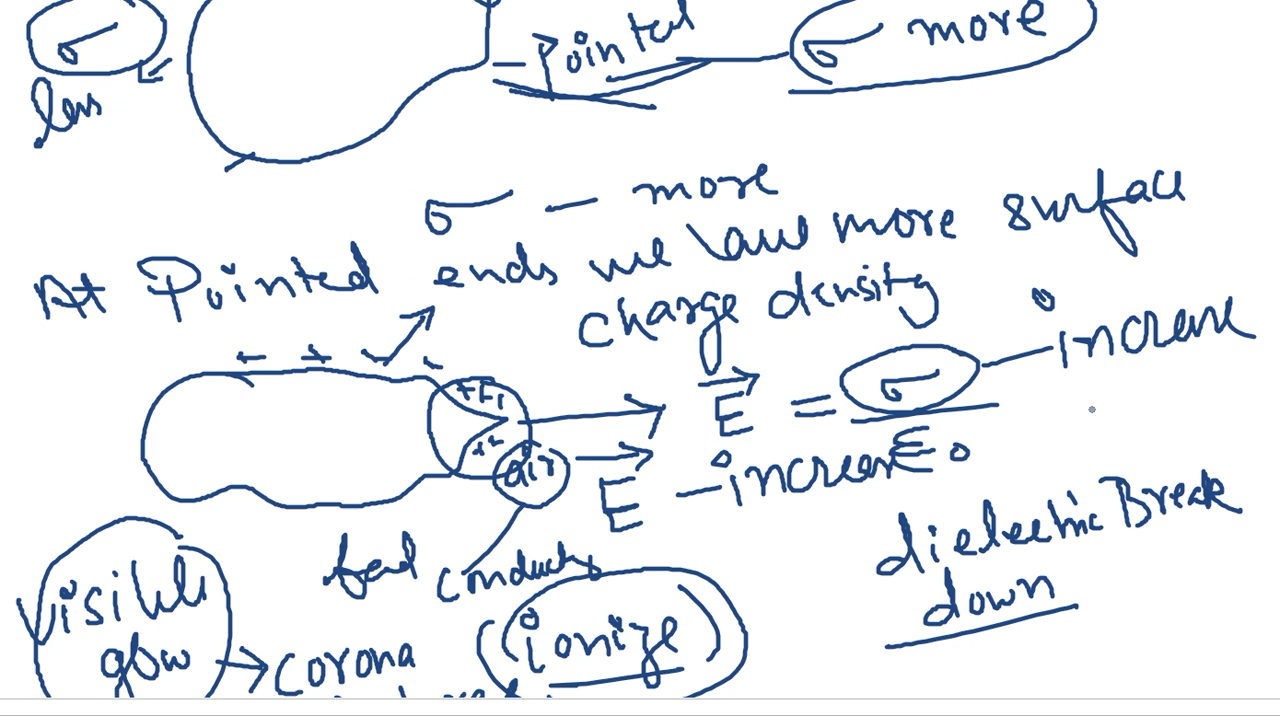 σ
less
Pointed
σ more
σ - more
At Pointed ends we have more surface
charge density
E = σ / ε₀ - increase
air
E - increase
dielectric Break
down
bad conductor
(ionize)
Visible
glow → corona